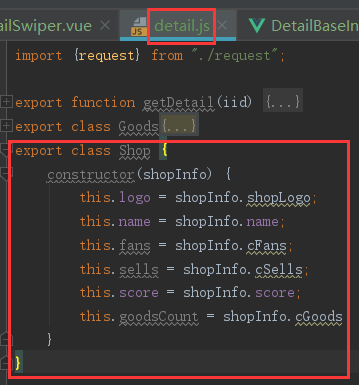 ailSwiper.vue × detail.js × DetailBaseIn
import {request} from "./request";
export function getDetail(iid) {...}
export class Goods{...}
export class Shop {
constructor(shopInfo) {
this.logo = shopInfo.shopLogo;
this.name = shopInfo.name;
this.fans = shopInfo.cFans;
this.sells = shopInfo.cSells;
this.score = shopInfo.score;
this.goodsCount = shopInfo.cGoods
}
}